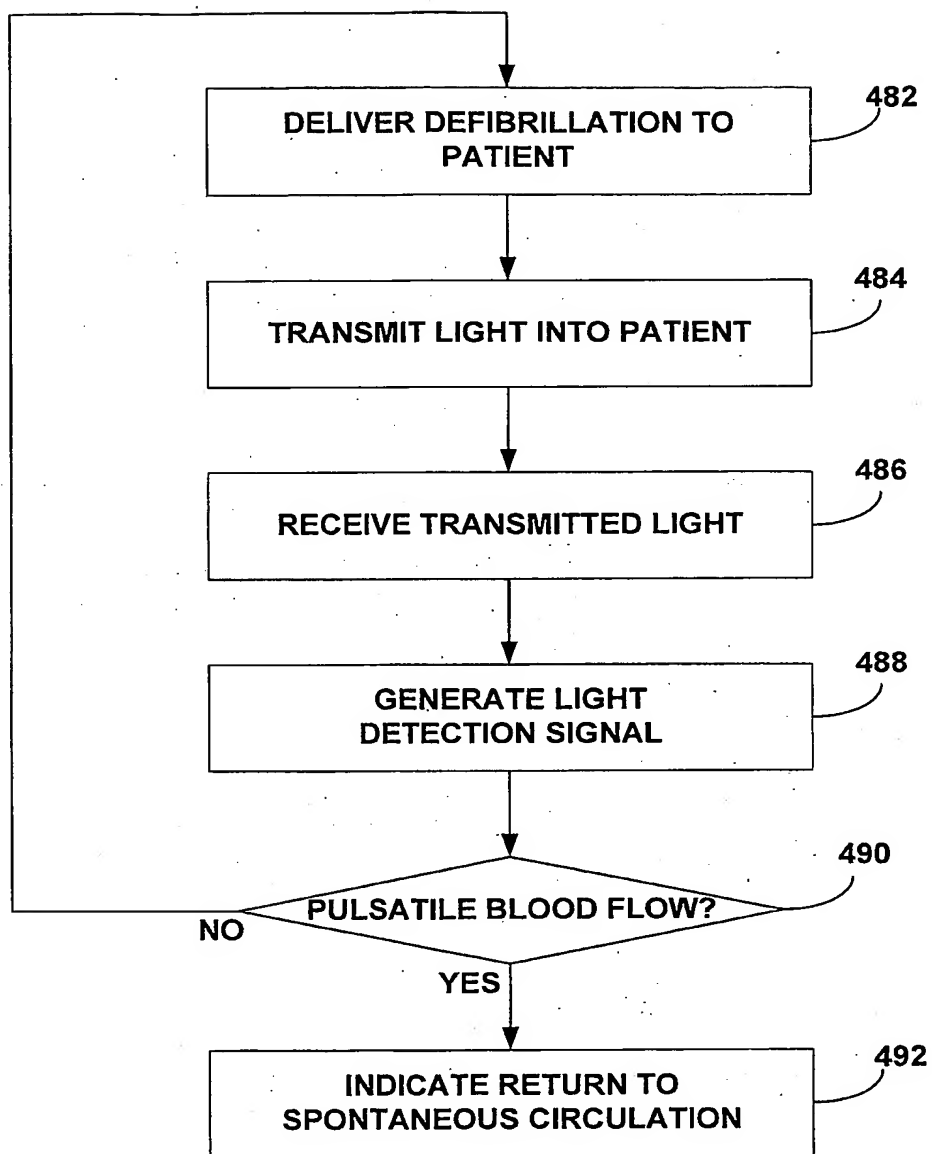 482
DELIVER DEFIBRILLATION TO
PATIENT
484
TRANSMIT LIGHT INTO PATIENT
486
RECEIVE TRANSMITTED LIGHT
488
GENERATE LIGHT
DETECTION SIGNAL
490
PULSATILE BLOOD FLOW?
NO
YES
492
INDICATE RETURN TO
SPONTANEOUS CIRCULATION